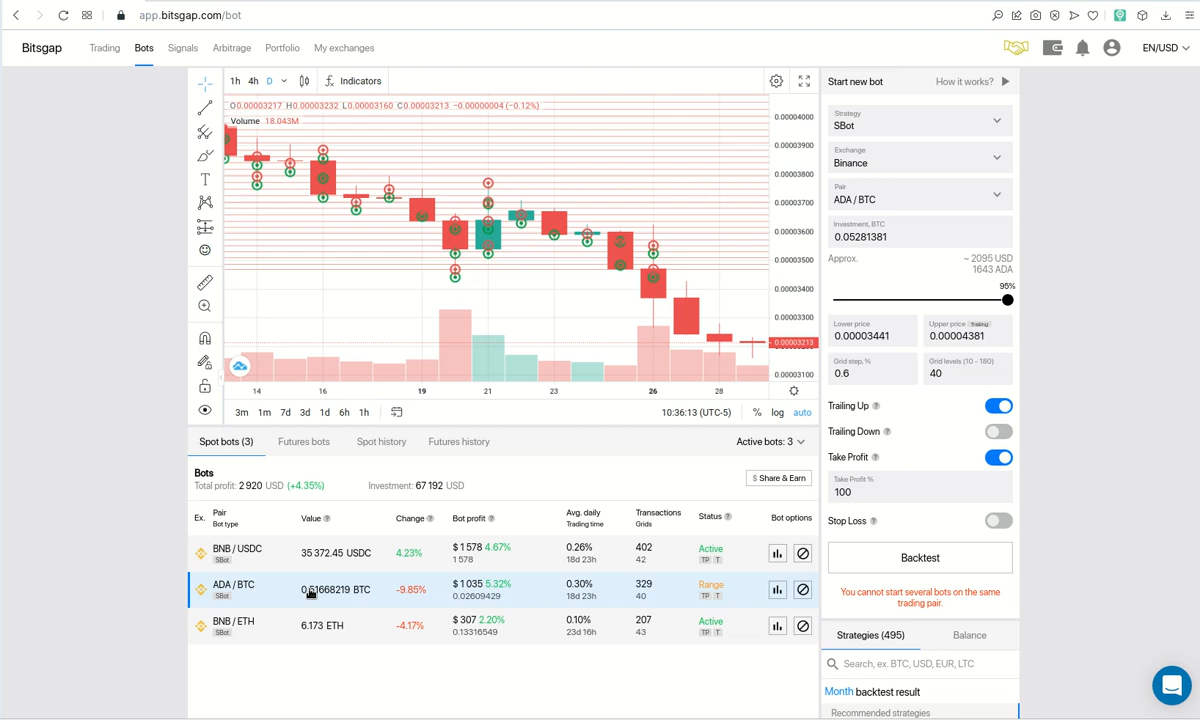 app.bitsgap.com/bot
Bitsgap Trading Bots Signals Arbitrage Portfolio My exchanges EN/USD
1h 4h D Indicators
O0.00003217 H0.00003232 L0.00003160 C0.00003213 −0.00000004 (−0.12%)
Volume 18.043M
0.00004000
0.00003900
0.00003800
0.00003700
0.00003600
0.00003500
0.00003400
0.00003300
0.00003213
0.00003100
14 16 19 21 23 26 28
3m 1m 7d 3d 1d 6h 1h 10:36:13 (UTC-5) % log auto
Start new bot How it works?
Strategy
SBot
Exchange
Binance
Pair
ADA / BTC
Investment, BTC
0.05281381
Approx. ~ 2095 USD
1643 ADA
95%
Lower price Upper price Trailing
0.00003441 0.00004381
Grid step, % Grid levels (10 - 180)
0.6 40
Trailing Up ?
Trailing Down ?
Take Profit ?
Take Profit %
100
Stop Loss ?
Backtest
You cannot start several bots on the same
trading pair.
Strategies (495) Balance
Search, ex. BTC, USD, EUR, LTC
Month backtest result
Recommended strategies
Spot bots (3) Futures bots Spot history Futures history Active bots: 3
Bots
Total profit: 2 920 USD (+4.35%) Investment: 67 192 USD $ Share & Earn
Ex. Pair Value ? Change ? Bot profit ? Avg. daily Transactions Status ? Bot options
Bot type Trading time Grids
BNB / USDC 35 372.45 USDC 4.23% $ 1 578 4.67% 0.26% 402 Active
SBot 1 578 18d 23h 42 TP T
ADA / BTC BTC -9.85% $ 1 035 5.32% 0.30% 329 Range
SBot 0.02609429 18d 23h 40 TP T
BNB / ETH 6.173 ETH -4.17% $ 307 2.20% 0.10% 207 Active
SBot 0.13316549 23d 16h 43 TP T